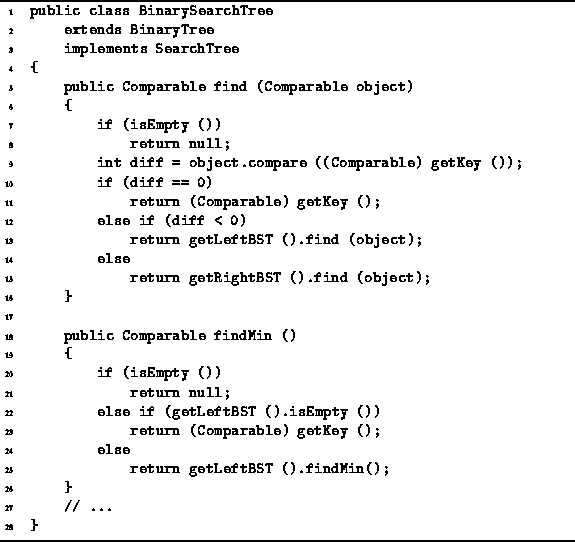 1 public class BinarySearchTree
2 extends BinaryTree
3 implements SearchTree
4 {
5 public Comparable find (Comparable object)
6 {
7 if (isEmpty ())
8 return null;
9 int diff = object.compare ((Comparable) getKey ());
10 if (diff == 0)
11 return (Comparable) getKey ();
12 else if (diff < 0)
13 return getLeftBST ().find (object);
14 else
15 return getRightBST ().find (object);
16 }
17
18 public Comparable findMin ()
19 {
20 if (isEmpty ())
21 return null;
22 else if (getLeftBST ().isEmpty ())
23 return (Comparable) getKey ();
24 else
25 return getLeftBST ().findMin();
26 }
27 // ...
28 }